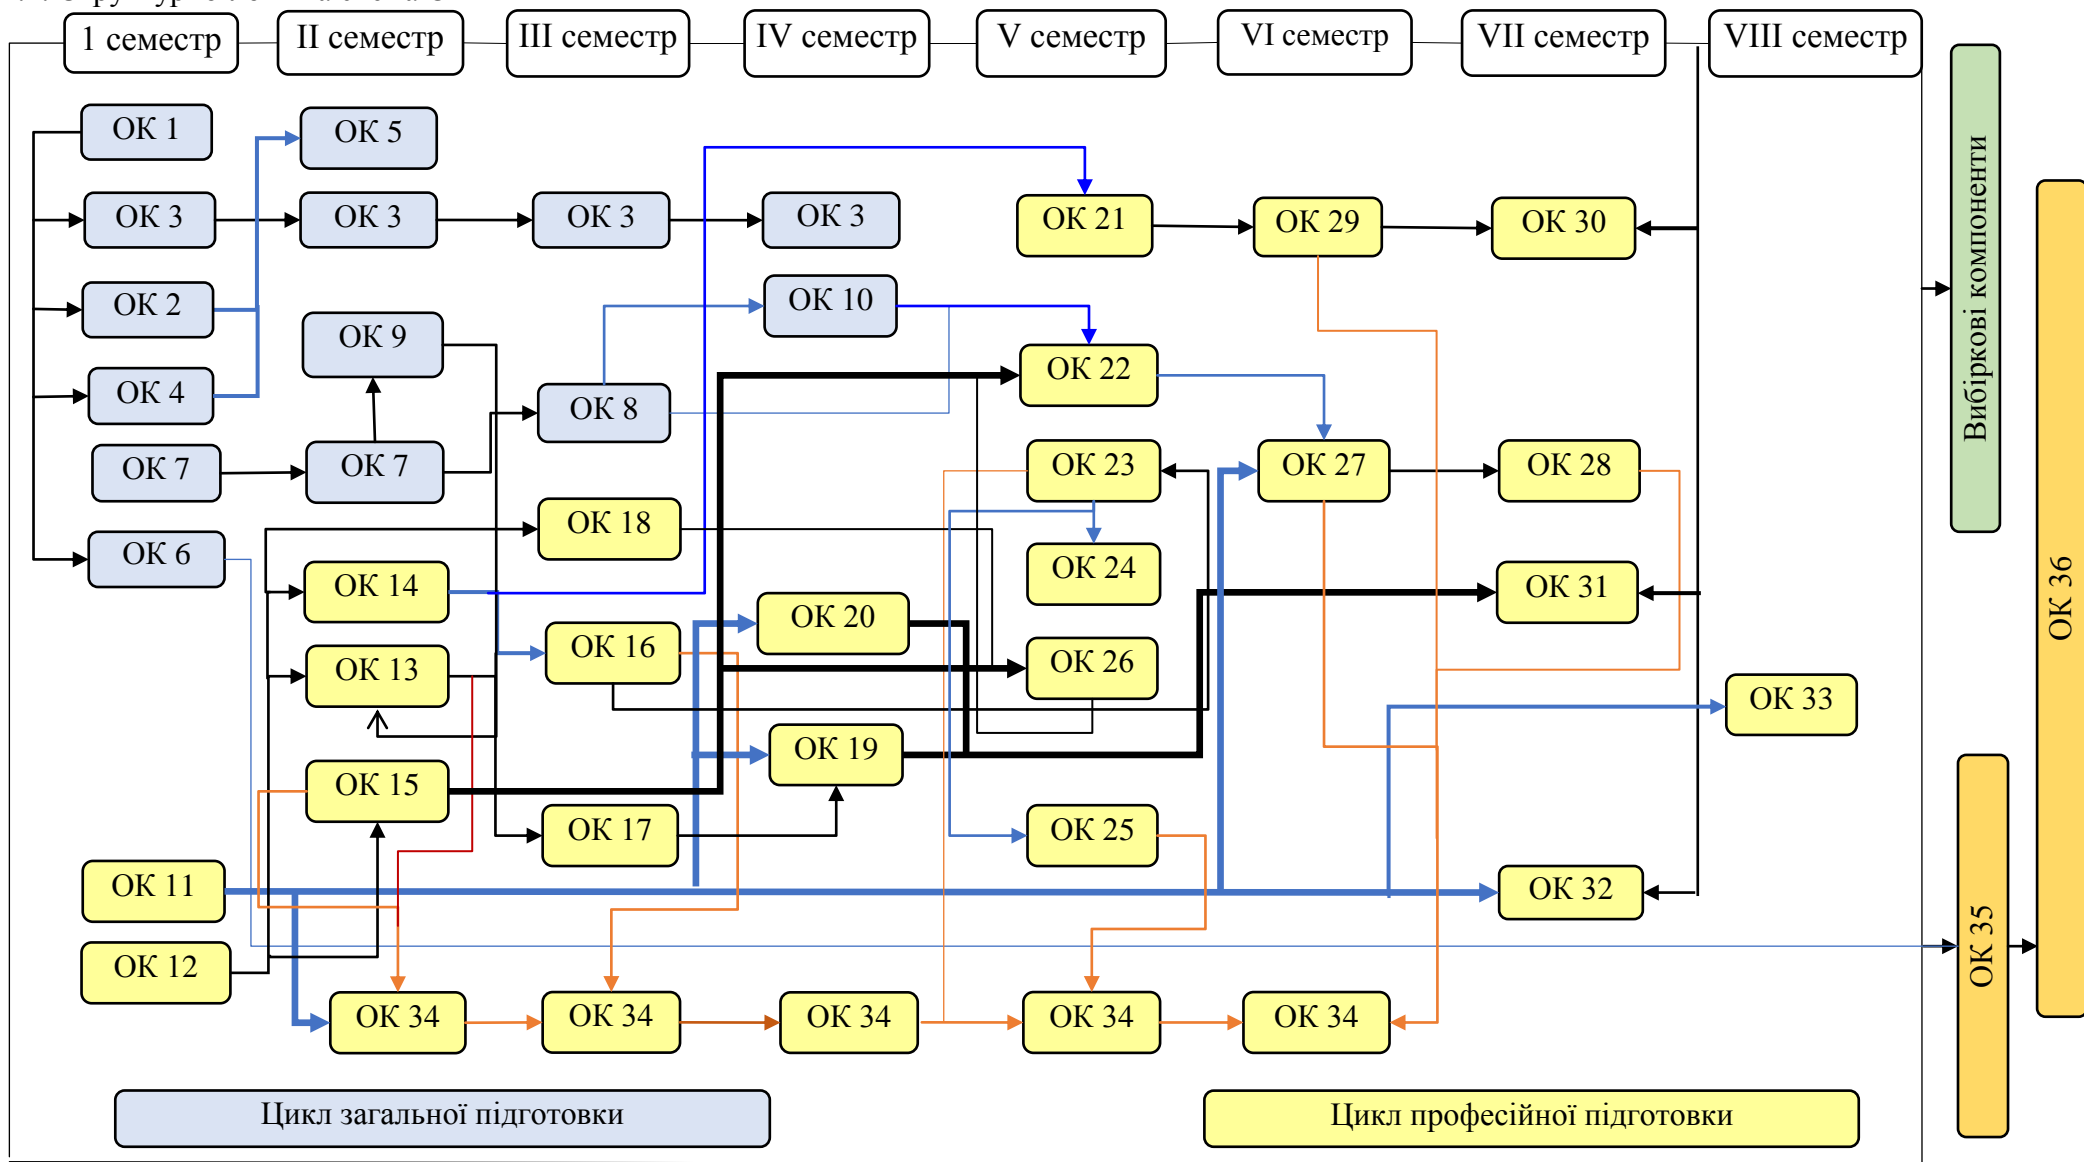 1 семестр
II семестр
III семестр
IV семестр
V семестр
VI семестр
VII семестр
VIII семестр
ОК 1
ОК 5
ОК 3
ОК 3
ОК 3
ОК 3
ОК 21
ОК 29
ОК 30
ОК 2
ОК 9
ОК 10
ОК 4
ОК 8
ОК 22
ОК 7
ОК 7
ОК 23
ОК 27
ОК 28
ОК 6
ОК 18
ОК 14
ОК 24
ОК 31
ОК 13
ОК 16
ОК 20
ОК 26
ОК 33
ОК 15
ОК 19
ОК 17
ОК 25
ОК 11
ОК 32
ОК 12
ОК 34
ОК 34
ОК 34
ОК 34
ОК 34
Вибіркові компоненти
ОК 35
ОК 36
Цикл загальної підготовки
Цикл професійної підготовки